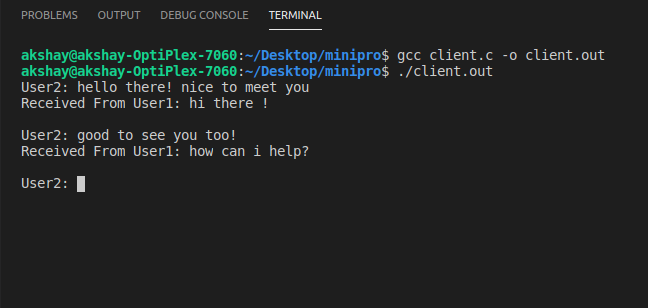 PROBLEMS OUTPUT DEBUG CONSOLE TERMINAL
akshay@akshay-OptiPlex-7060:~/Desktop/minipro$ gcc client.c -o client.out
akshay@akshay-OptiPlex-7060:~/Desktop/minipro$ ./client.out
User2: hello there! nice to meet you
Received From User1: hi there !
User2: good to see you too!
Received From User1: how can i help?
User2: